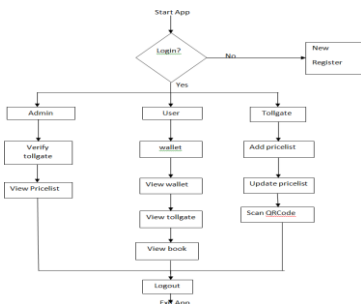 Start App
Login?
No
New
Register
Yes
Admin
User
Tollgate
Verify
tollgate
wallet
Add pricelist
View Pricelist
View wallet
Update pricelist
View tollgate
Scan QRCode
View book
Logout
Exit App